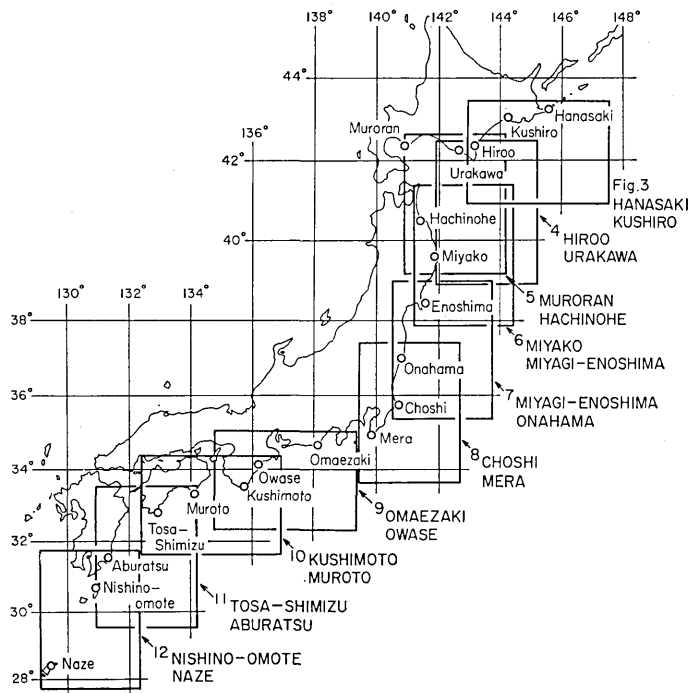 138° 140° 142° 144° 146° 148°
44°
136°
Muroran
Hanasaki
Kushiro
42°
Hiroo
Urakawa
Fig.3
HANASAKI
KUSHIRO
Hachinohe
4 HIROO
URAKAWA
40°
Miyako
130° 132° 134°
5 MURORAN
HACHINOHE
Enoshima
38°
6 MIYAKO
MIYAGI-ENOSHIMA
Onahama
36°
7 MIYAGI-ENOSHIMA
ONAHAMA
Choshi
Mera
8 CHOSHI
MERA
Omaezaki
34°
Owase
Kushimoto
9 OMAEZAKI
OWASE
Muroto
Tosa-
Shimizu
32°
10 KUSHIMOTO
MUROTO
Aburatsu
Nishino-
omote
11 TOSA-SHIMIZU
ABURATSU
30°
12 NISHINO-OMOTE
NAZE
Naze
28°